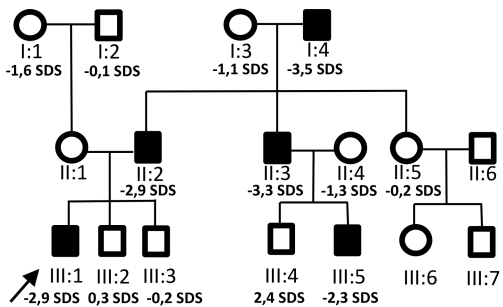 I:1 I:2 I:3 I:4
-1,6 SDS -0,1 SDS -1,1 SDS -3,5 SDS
II:1 II:2 II:3 II:4 II:5 II:6
-2,9 SDS -3,3 SDS -1,3 SDS -0,2 SDS
III:1 III:2 III:3 III:4 III:5 III:6 III:7
-2,9 SDS 0,3 SDS -0,2 SDS 2,4 SDS -2,3 SDS